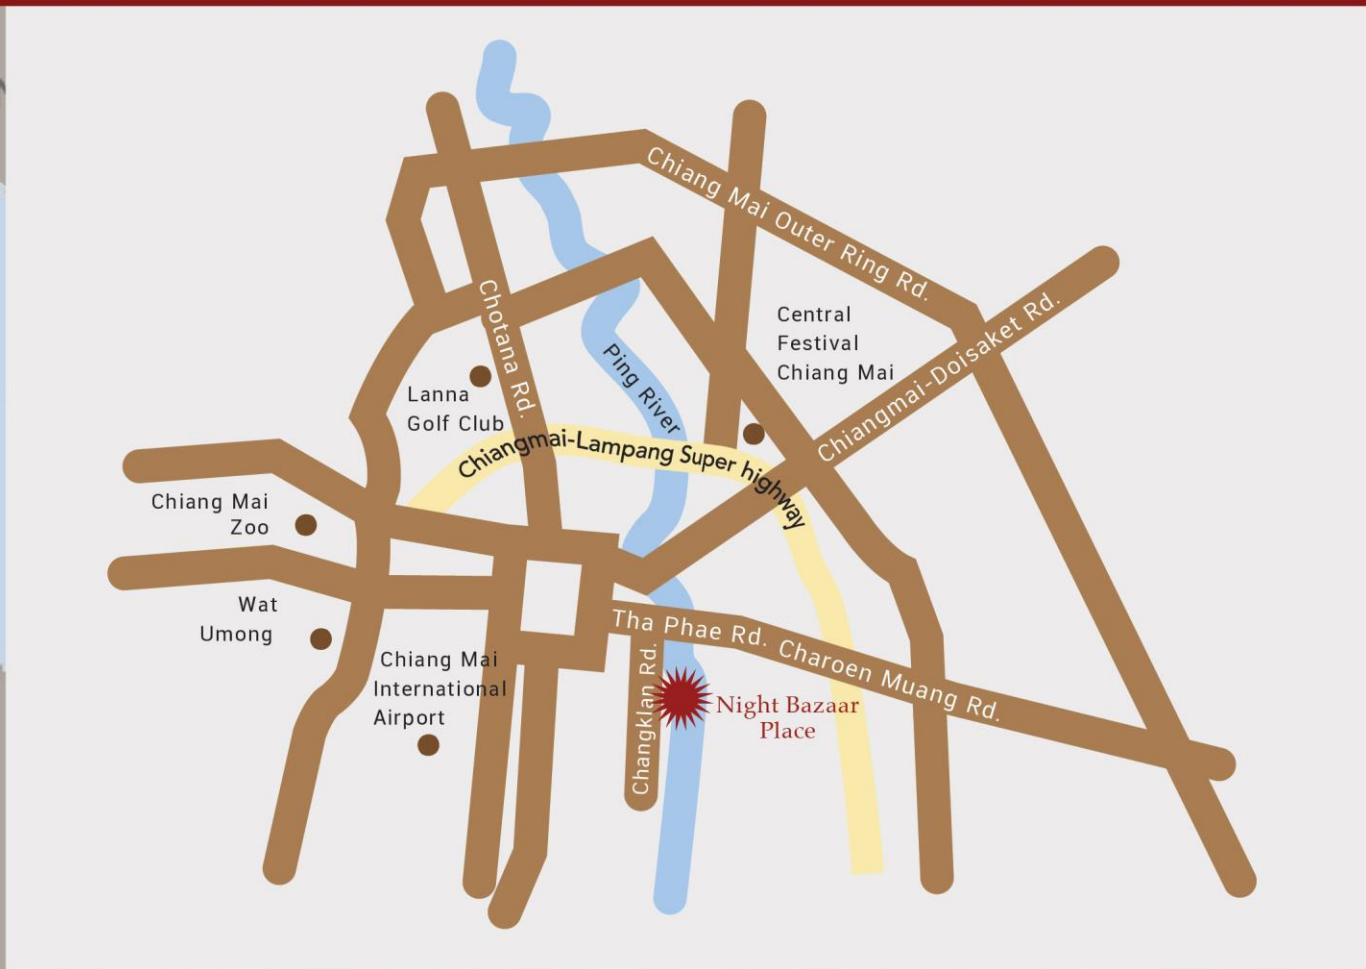 Chiang Mai Outer Ring Rd.
Chotana Rd.
Central
Festival
Chiang Mai
Chiangmai-Doisaket Rd.
Ping River
Lanna
Golf Club
Chiangmai-Lampang Super highway
Chiang Mai
Zoo
Wat
Umong
Tha Phae Rd. Charoen Muang Rd.
Chiang Mai
International
Airport
Changklan Rd.
Night Bazaar
Place